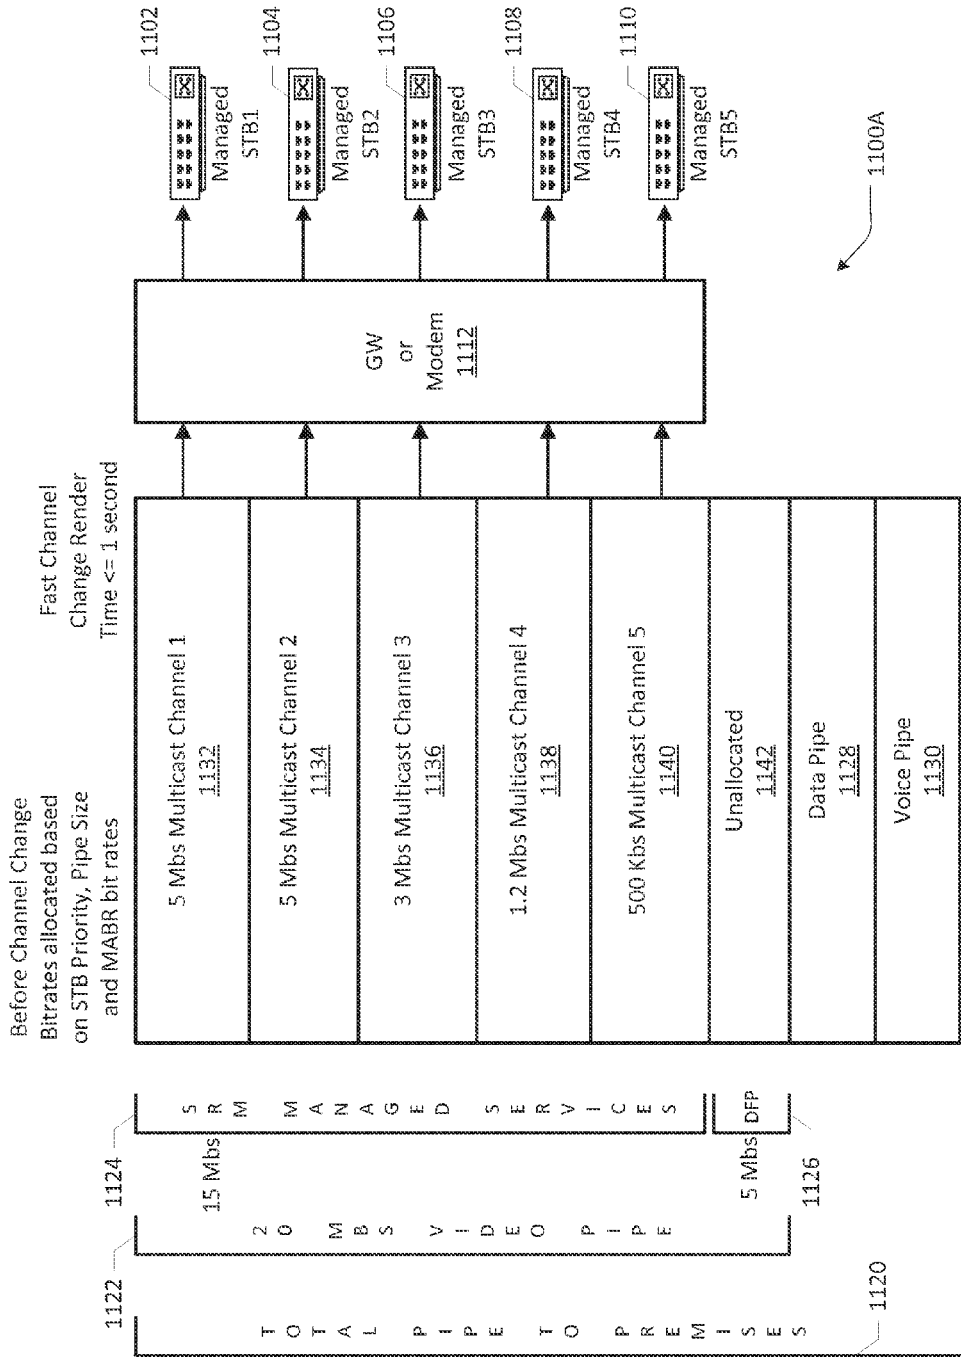 Before Channel Change
Bitrates allocated based
on STB Priority, Pipe Size
and MABR bit rates
Fast Channel
Change Render
Time <= 1 second
1120
TOTAL PIPE TO PREMISES
1122
20 MBS VIDEO PIPE
1124
15 Mbs
SRM MANAGED SERVICES
5 Mbs
DFP
1126
5 Mbs Multicast Channel 1
1132
5 Mbs Multicast Channel 2
1134
3 Mbs Multicast Channel 3
1136
1.2 Mbs Multicast Channel 4
1138
500 Kbs Multicast Channel 5
1140
Unallocated
1142
Data Pipe
1128
Voice Pipe
1130
GW
or
Modem
1112
1102
Managed
STB1
1104
Managed
STB2
1106
Managed
STB3
1108
Managed
STB4
1110
Managed
STB5
1100A